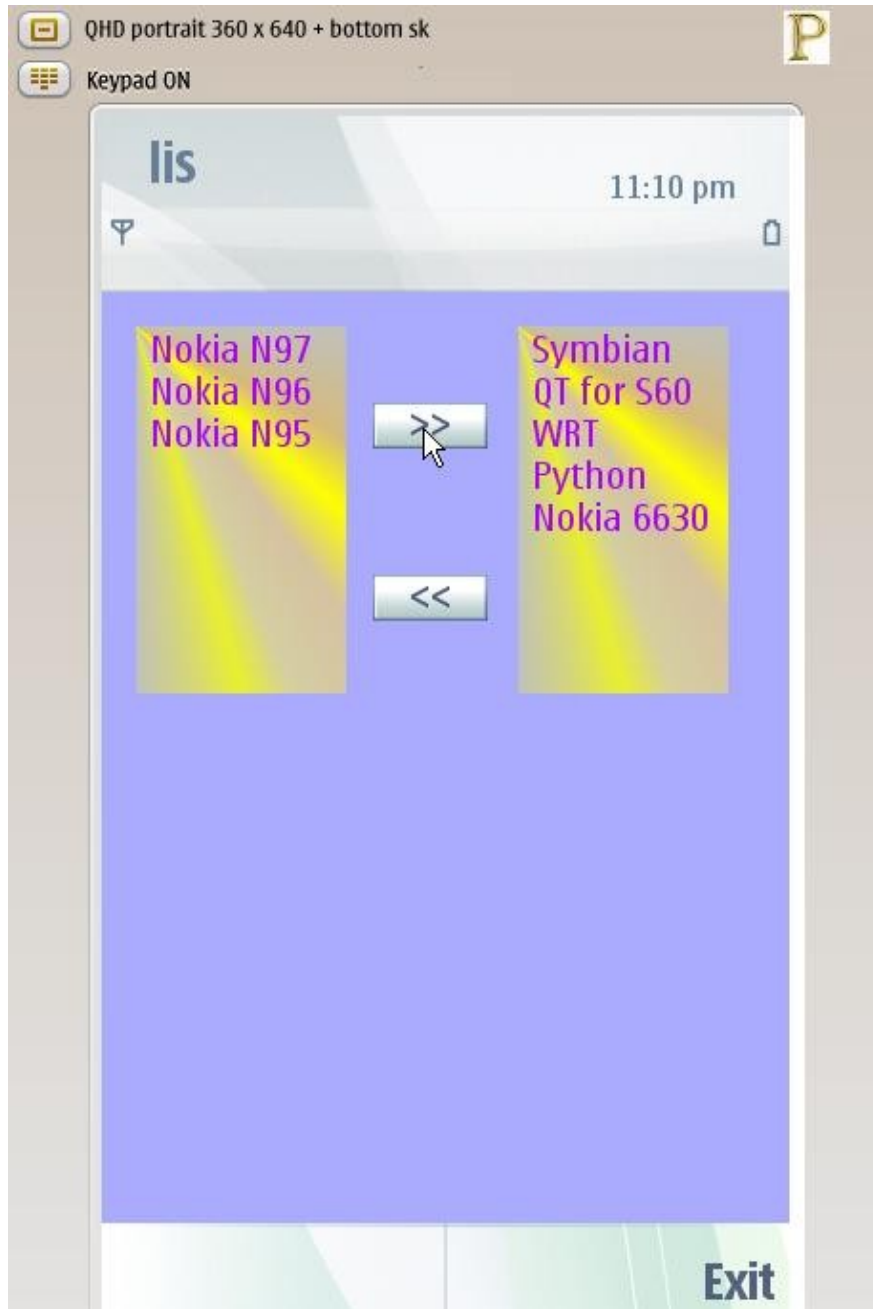 QHD portrait 360 x 640 + bottom sk
P
Keypad ON
lis
11:10 pm
Nokia N97
Nokia N96
Nokia N95
>>
<<
Symbian
QT for S60
WRT
Python
Nokia 6630
Exit